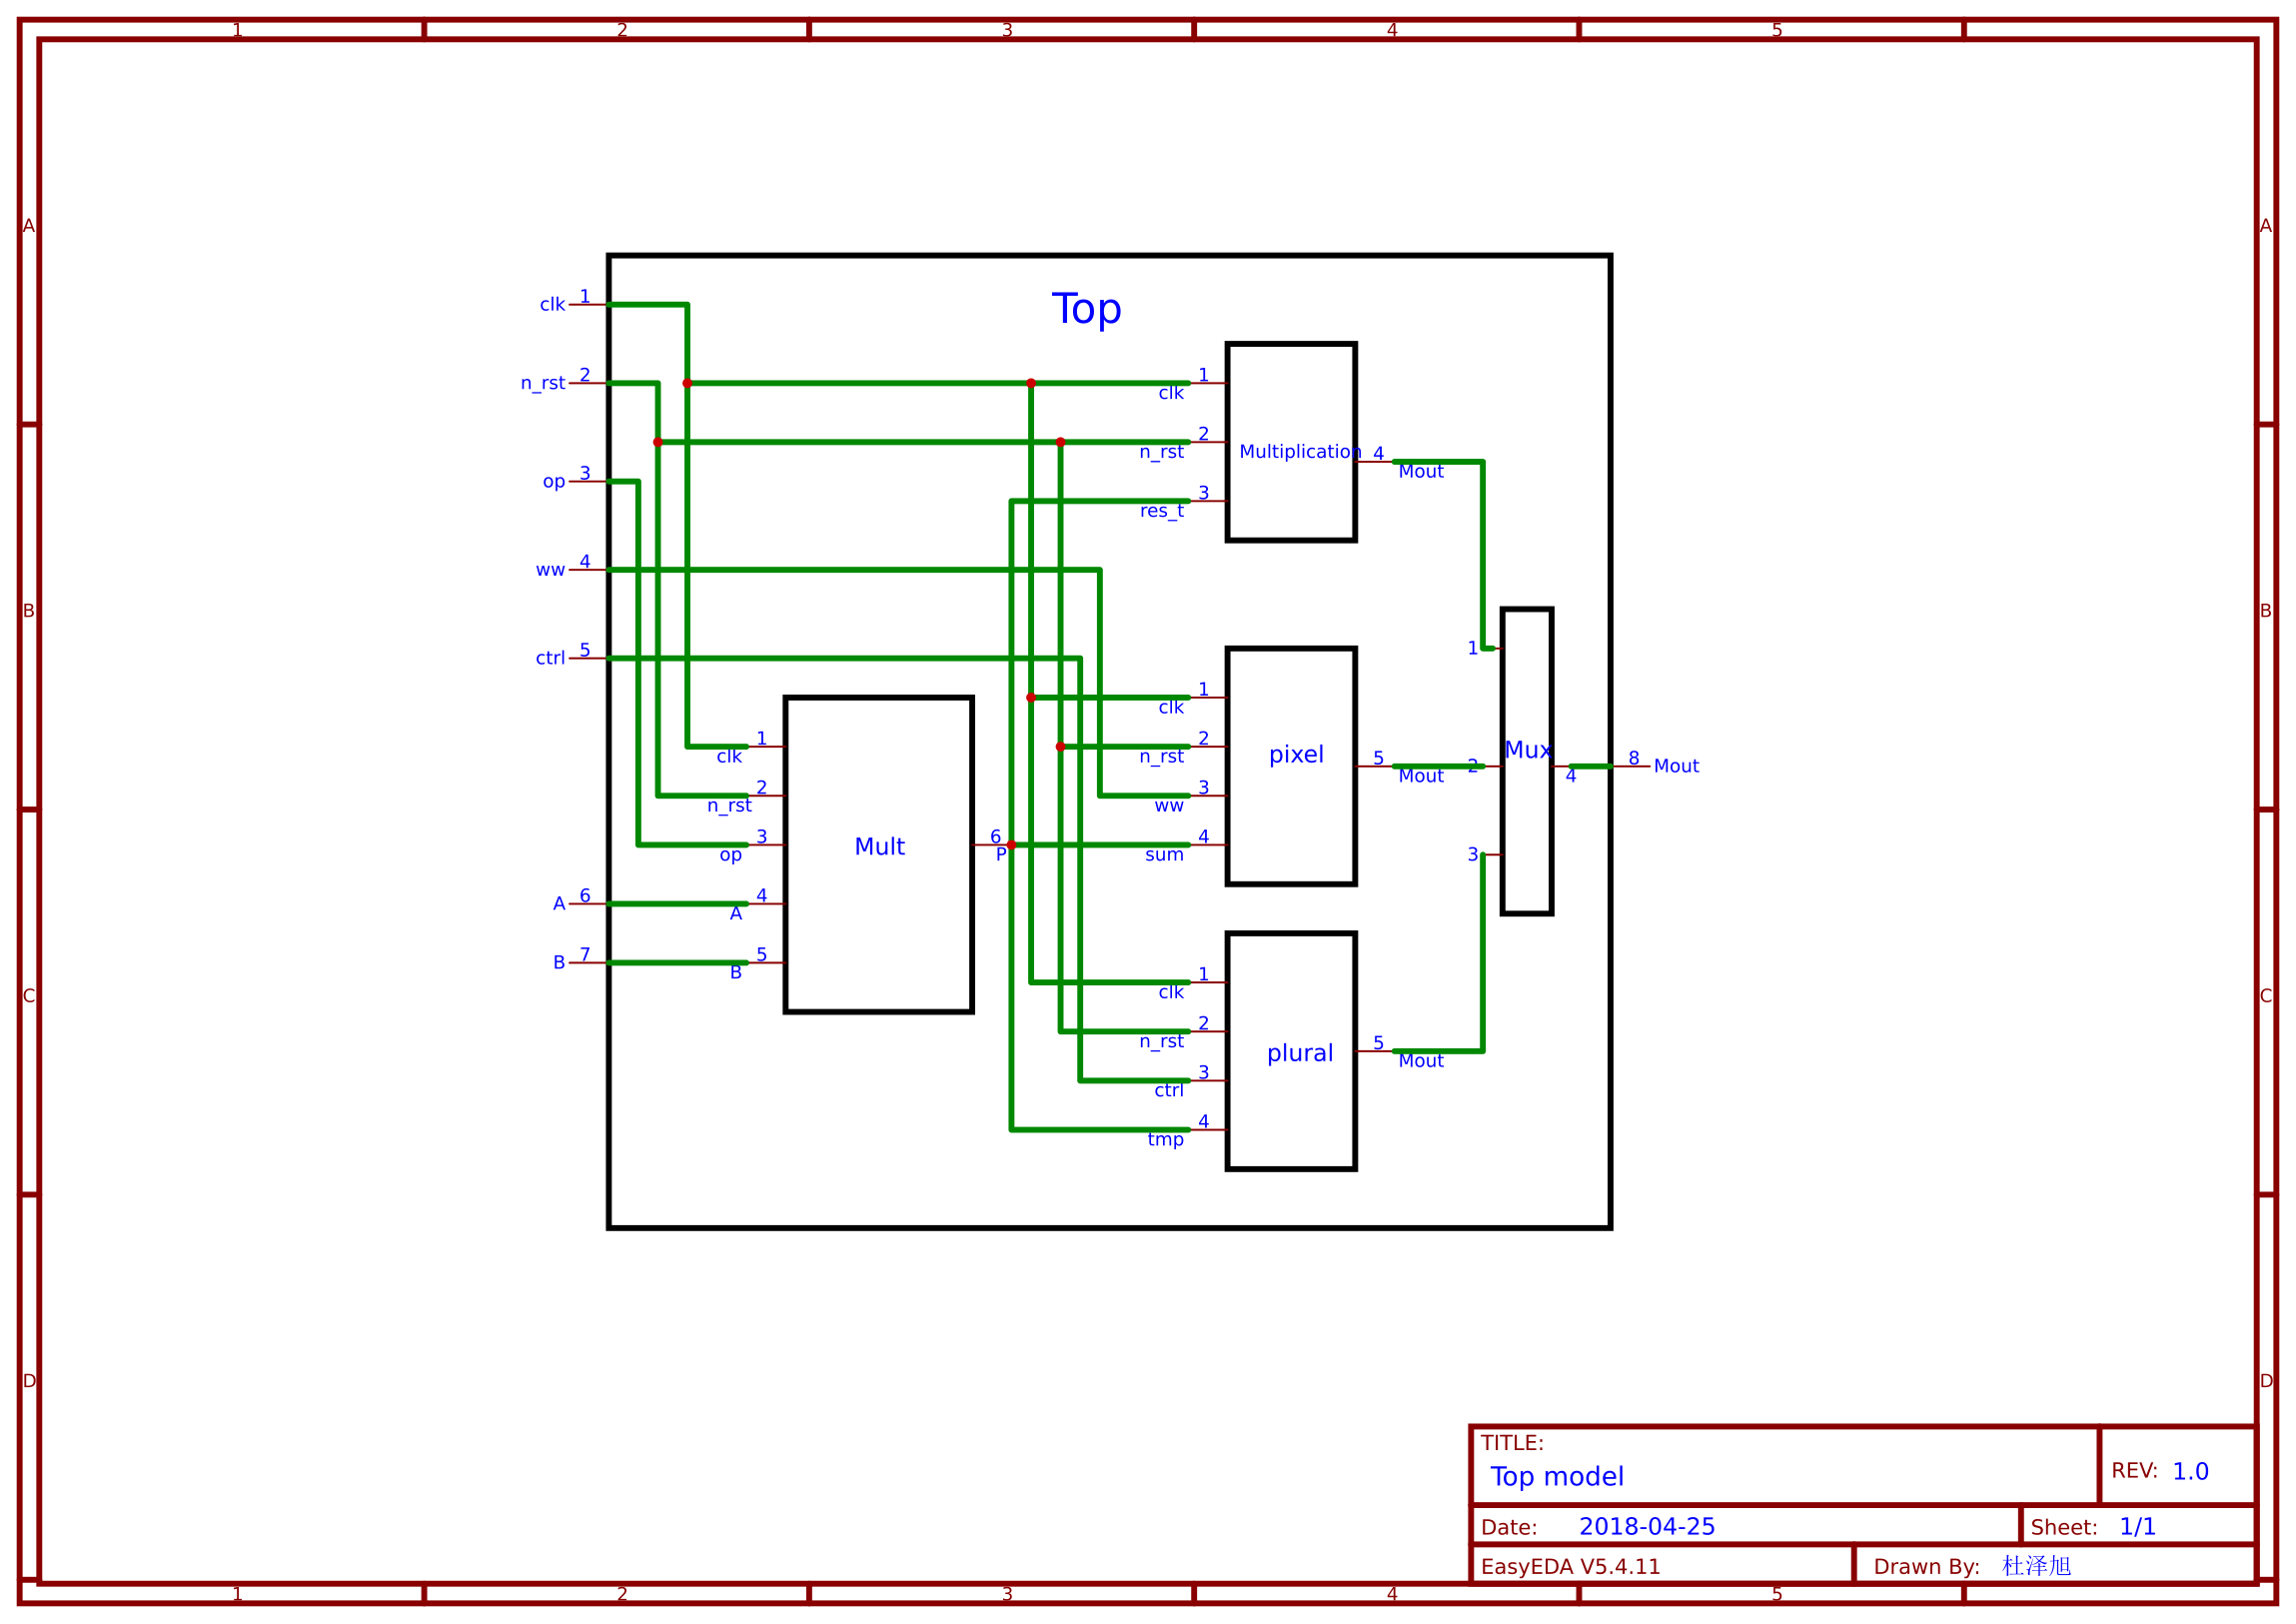 1 2 3 4 5
A A
B B
C C
D D
Top
clk 1
n_rst 2
op 3
ww 4
ctrl 5
A 6
B 7
1 clk
2 n_rst
3 op
4 A
5 B
Mult
6 P
1 clk
2 n_rst
3 res_t
Multiplication
4 Mout
1 clk
2 n_rst
3 ww
4 sum
pixel
5 Mout
1 clk
2 n_rst
3 ctrl
4 tmp
plural
5 Mout
1
2
3
Mux
4
8 Mout
TITLE:
Top model
REV: 1.0
Date: 2018-04-25
Sheet: 1/1
EasyEDA V5.4.11
Drawn By: 杜泽旭
1 2 3 4 5